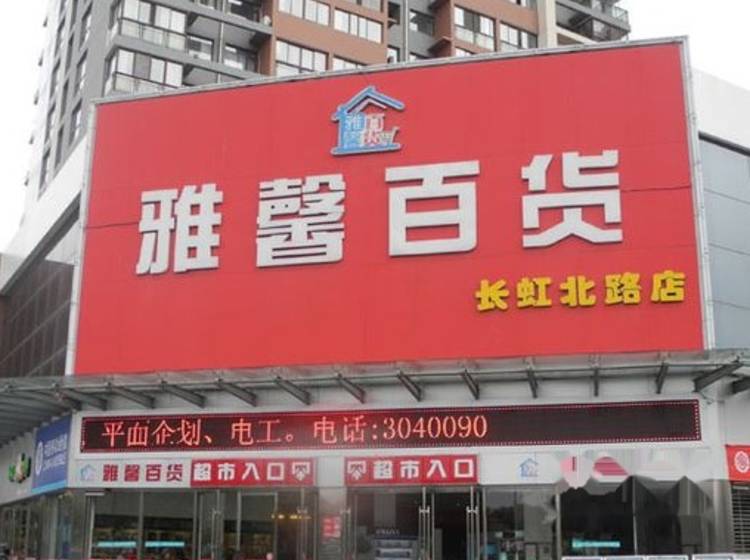 雅馨百货
长虹北路店
平面企划、电工。电话:3040090
雅馨百货 超市入口 超市入口